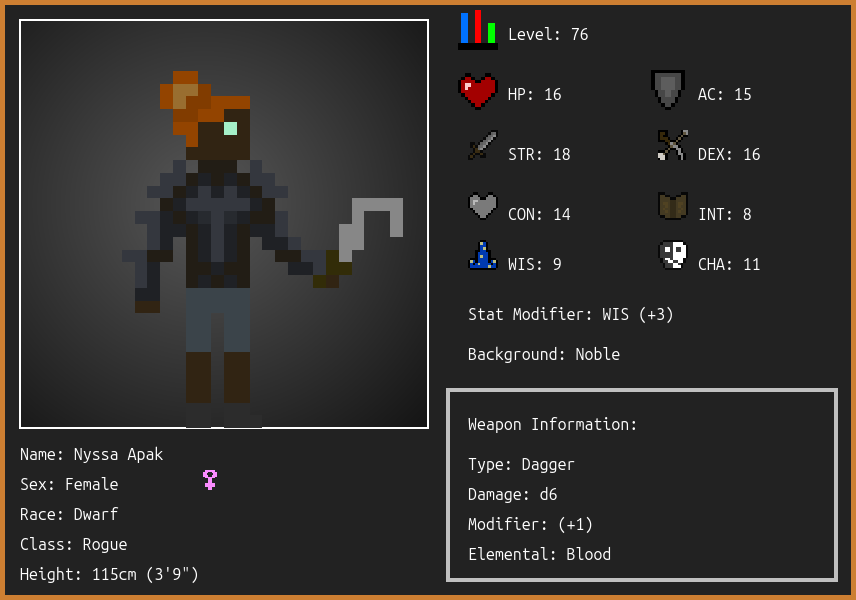 Level: 76
HP: 16
AC: 15
STR: 18
DEX: 16
CON: 14
INT: 8
WIS: 9
CHA: 11
Stat Modifier: WIS (+3)
Background: Noble
Weapon Information:
Type: Dagger
Damage: d6
Modifier: (+1)
Elemental: Blood
Name: Nyssa Apak
Sex: Female
Race: Dwarf
Class: Rogue
Height: 115cm (3'9")